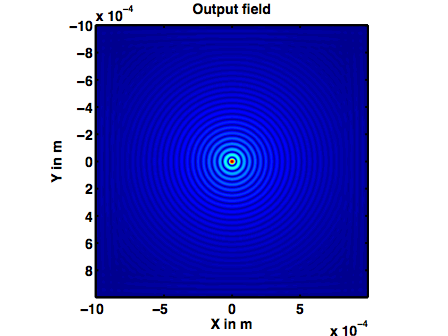 Output field
−10 x 10⁻⁴
−8
−6
−4
−2
0
2
4
6
8
Y in m
−10 −5 0 5
X in m
x 10⁻⁴